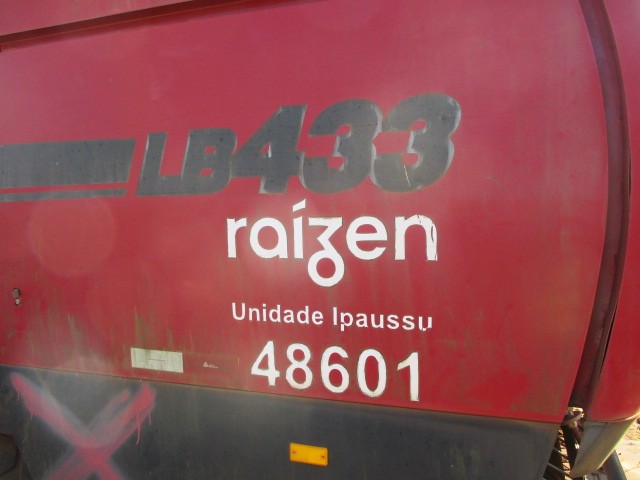 LB433
raízen
Unidade Ipaussu
48601